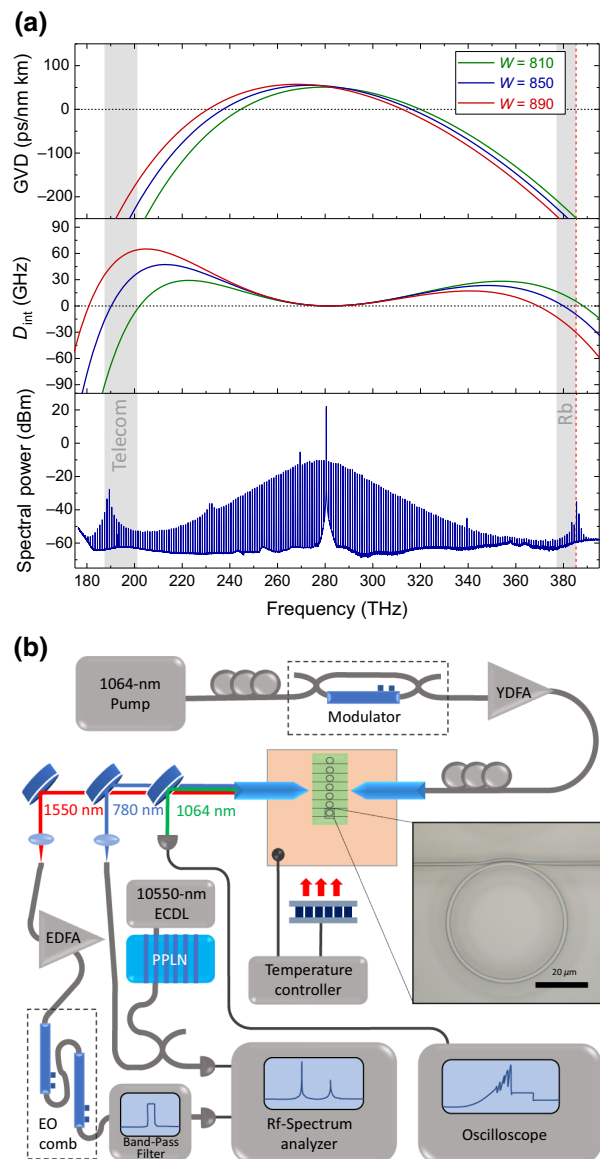 (a)
GVD (ps/nm km)
100
0
−100
−200
W = 810
W = 850
W = 890
D_int (GHz)
90
60
30
0
−30
−60
−90
Spectral power (dBm)
20
0
−20
−40
−60
Telecom
Rb
180 200 220 240 260 280 300 320 340 360 380
Frequency (THz)
(b)
1064-nm
Pump
Modulator
YDFA
1550 nm
780 nm
1064 nm
10550-nm
ECDL
EDFA
PPLN
Temperature
controller
20 µm
EO
comb
Band-Pass
Filter
Rf-Spectrum
analyzer
Oscilloscope